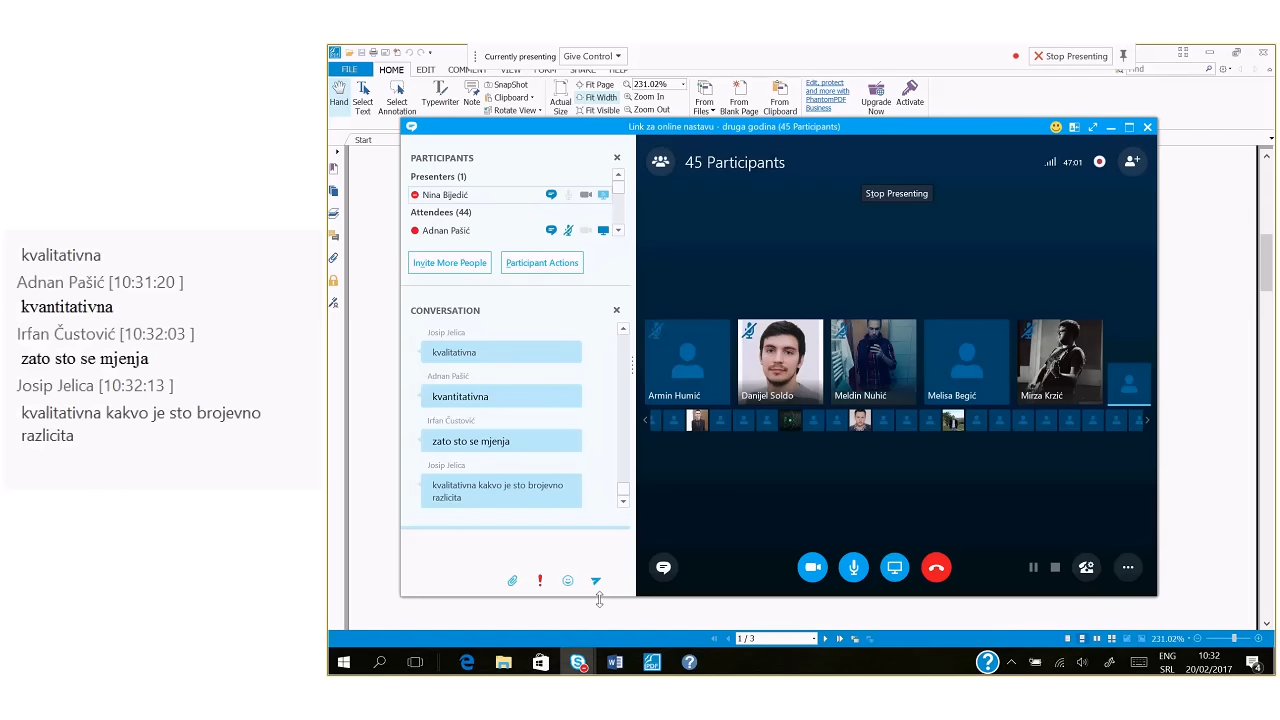 kvalitativna
Adnan Pašić [10:31:20 ]
kvantitativna
Irfan Čustović [10:32:03 ]
zato sto se mjenja
Josip Jelica [10:32:13 ]
kvalitativna kakvo je sto brojevno
razlicita
Currently presenting
Give Control
Stop Presenting
FILE
HOME
EDIT
COMMENT
VIEW
FORM
SHARE
HELP
Find
Hand
Select
Text
Select
Annotation
Typewriter
Note
SnapShot
Clipboard
Rotate View
Actual
Size
Fit Page
Fit Width
Fit Visible
231.02%
Zoom In
Zoom Out
From
Files
From
Blank Page
From
Clipboard
Edit, protect
and more with
PhantomPDF
Business
Upgrade
Now
Activate
Start
Link za online nastavu - druga godina (45 Participants)
PARTICIPANTS
Presenters (1)
Nina Bijedić
Attendees (44)
Adnan Pašić
Invite More People
Participant Actions
CONVERSATION
Josip Jelica
kvalitativna
Adnan Pašić
kvantitativna
Irfan Čustović
zato sto se mjenja
Josip Jelica
kvalitativna kakvo je sto brojevno
razlicita
45 Participants
47:01
Stop Presenting
Armin Humić
Danijel Soldo
Meldin Nuhić
Melisa Begić
Mirza Krzić
1 / 3
231.02%
ENG
SRL
10:32
20/02/2017
4